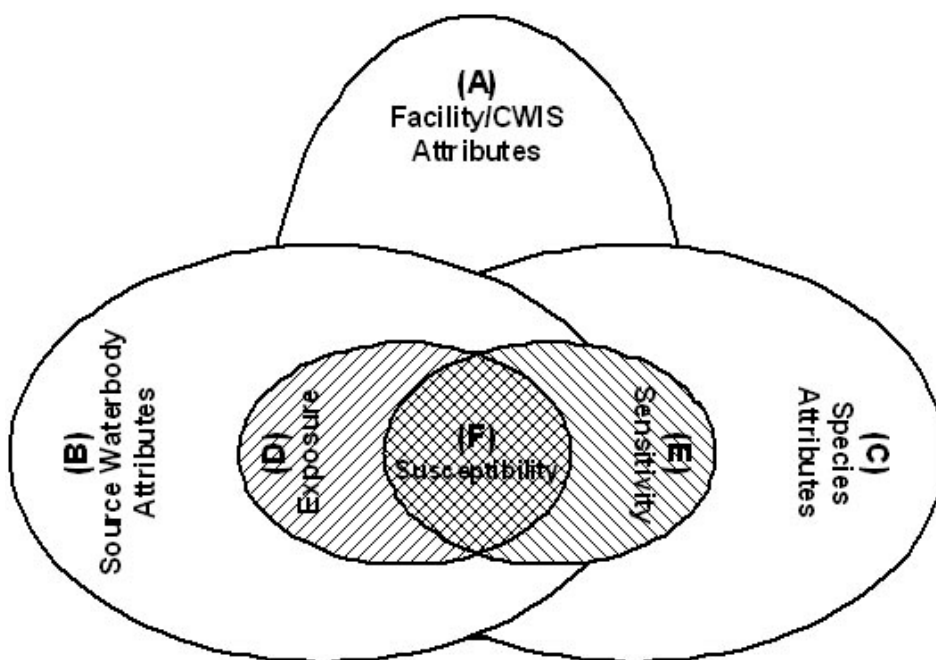 (A)
Facility/CWIS
Attributes
(B)
Source Waterbody
Attributes
(D)
Exposure
(F)
Susceptibility
Sensitivity
(E)
Species
Attributes
(C)